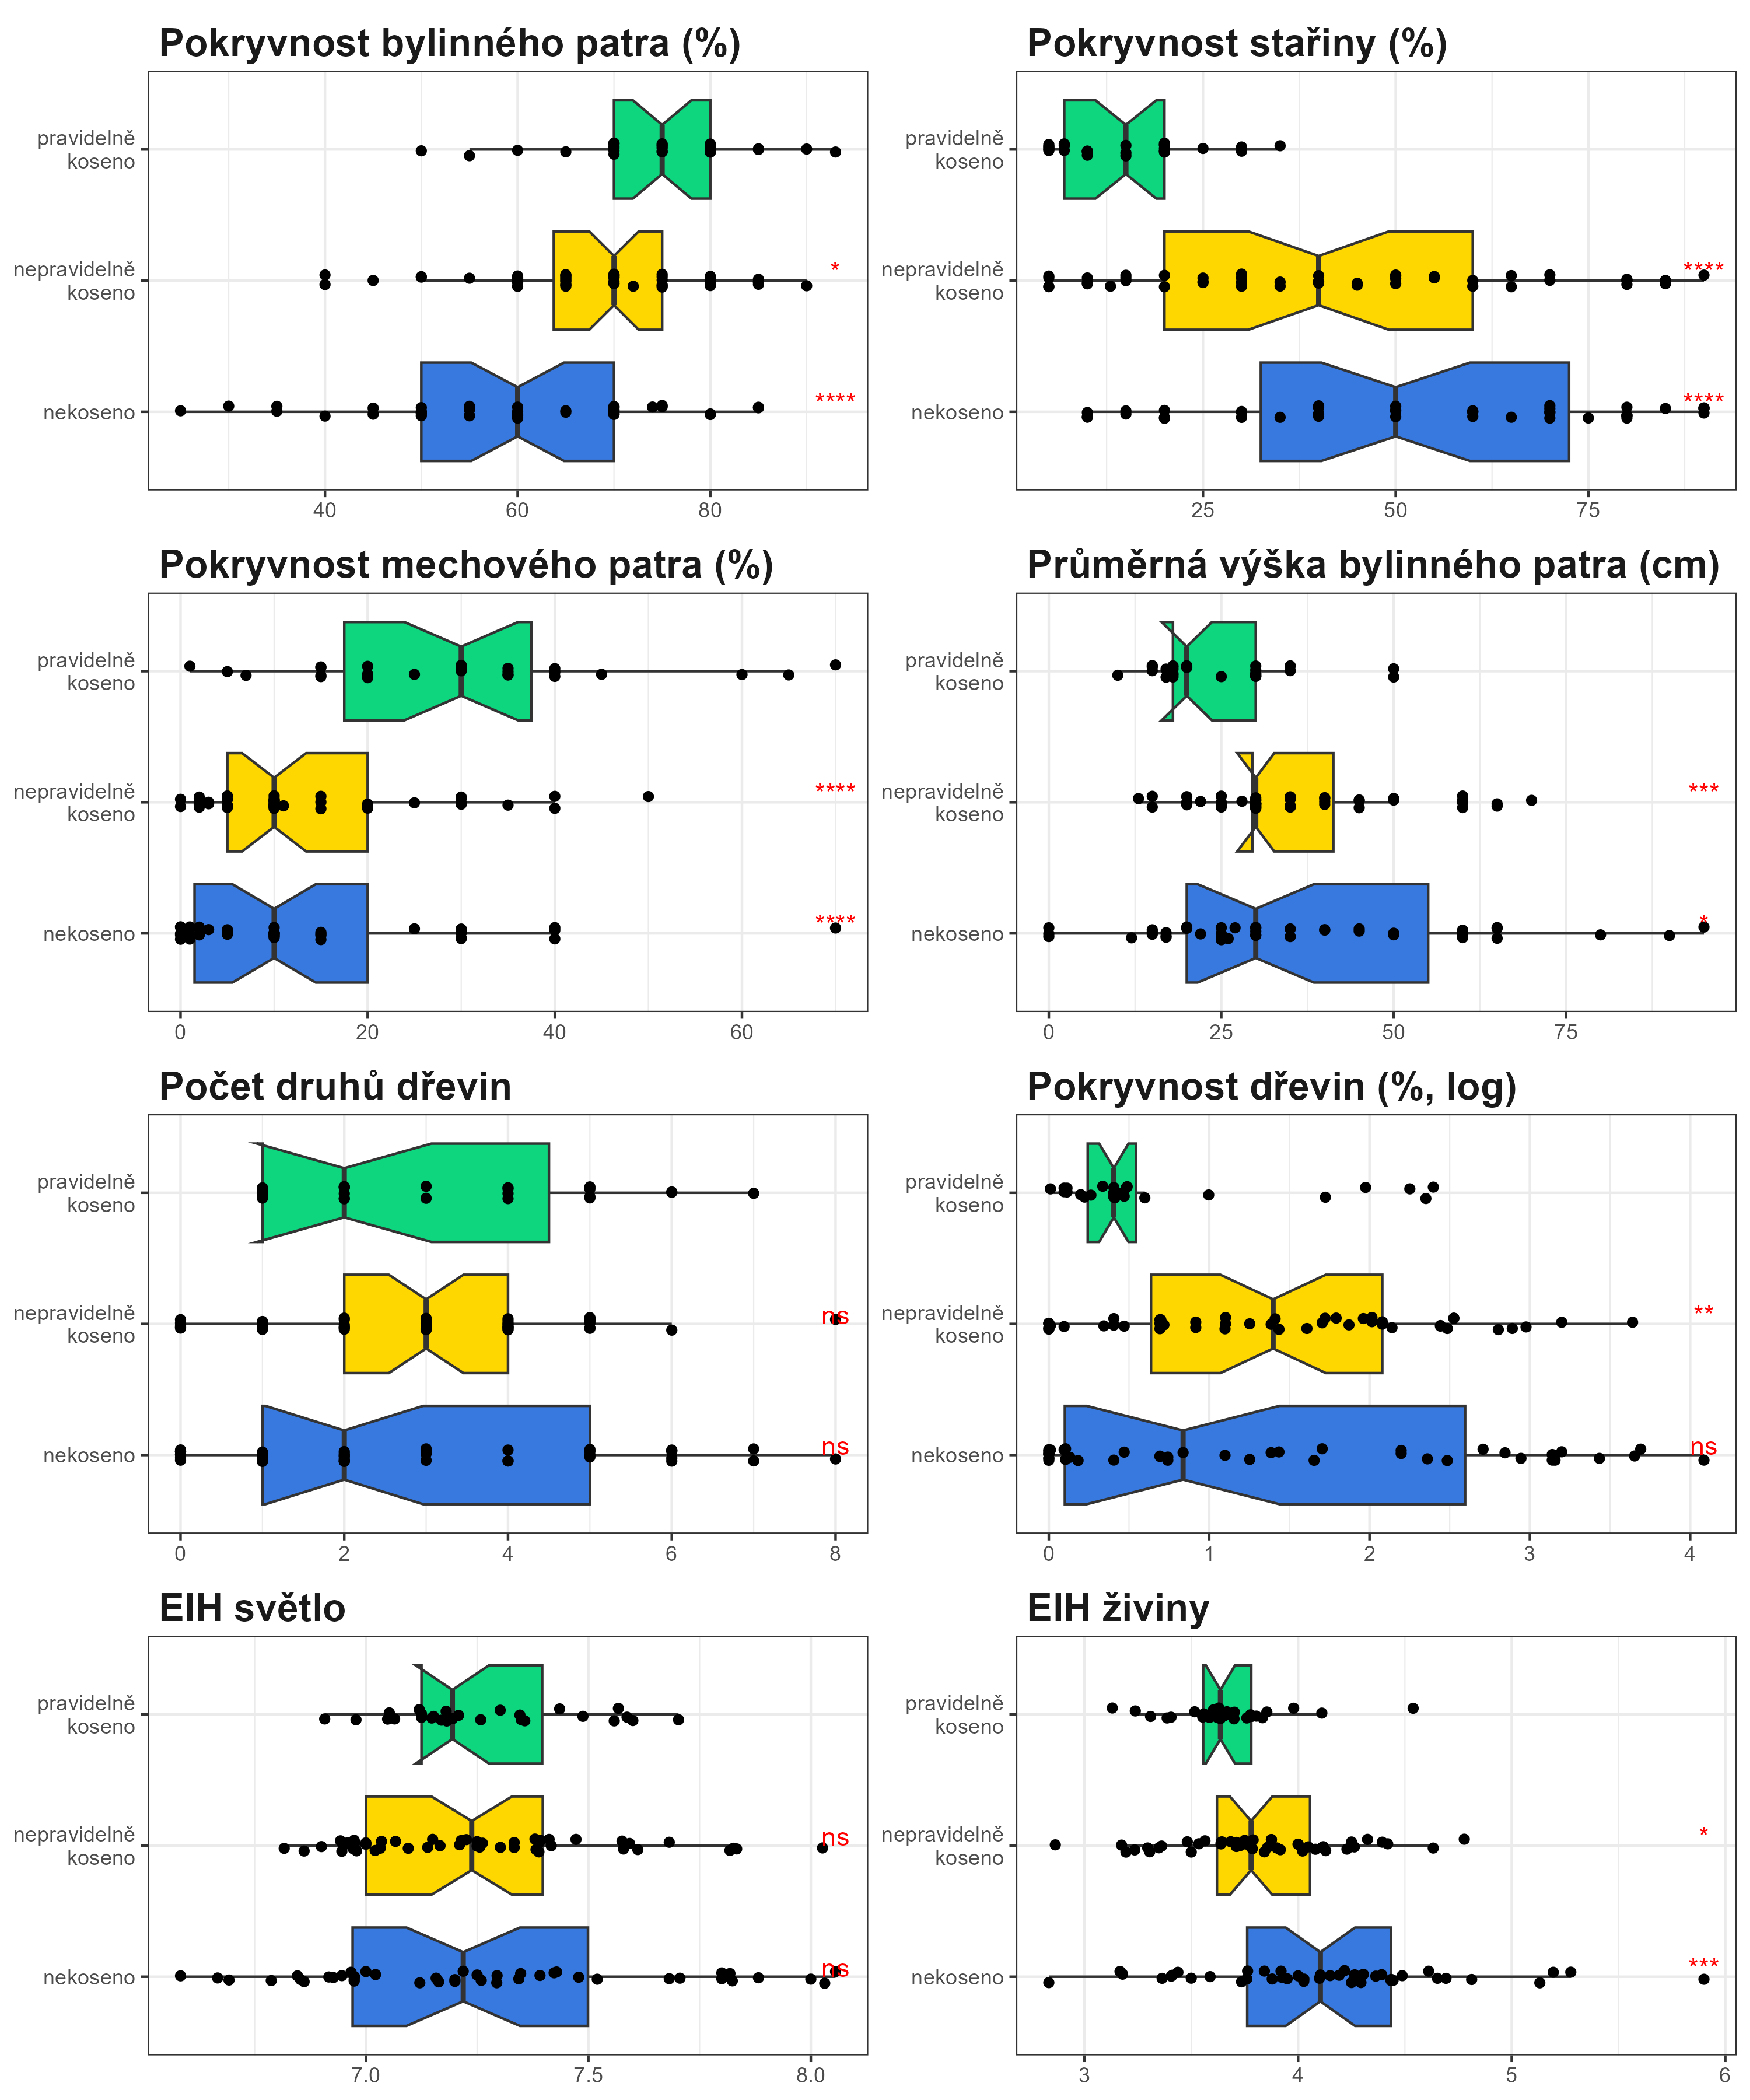 Pokryvnost bylinného patra (%)
pravidelně
koseno
nepravidelně
koseno
*
nekoseno
****
40 60 80
Pokryvnost stařiny (%)
pravidelně
koseno
nepravidelně
koseno
****
nekoseno
****
25 50 75
Pokryvnost mechového patra (%)
pravidelně
koseno
nepravidelně
koseno
****
nekoseno
****
0 20 40 60
Průměrná výška bylinného patra (cm)
pravidelně
koseno
nepravidelně
koseno
***
nekoseno
*
0 25 50 75
Počet druhů dřevin
pravidelně
koseno
nepravidelně
koseno
ns
nekoseno
ns
0 2 4 6 8
Pokryvnost dřevin (%, log)
pravidelně
koseno
nepravidelně
koseno
**
nekoseno
ns
0 1 2 3 4
EIH světlo
pravidelně
koseno
nepravidelně
koseno
ns
nekoseno
ns
7.0 7.5 8.0
EIH živiny
pravidelně
koseno
nepravidelně
koseno
*
nekoseno
***
3 4 5 6